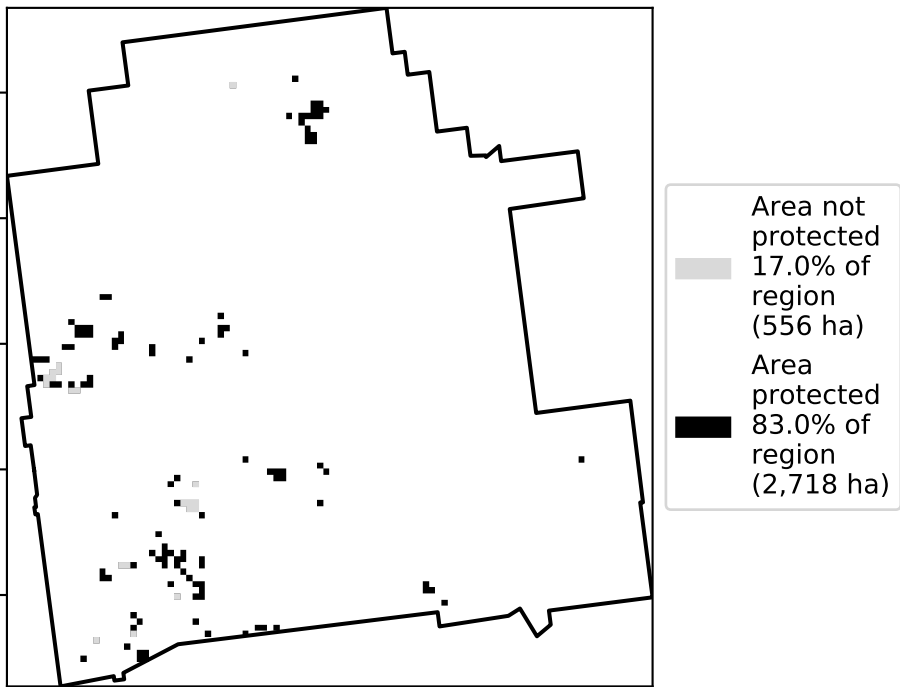 Area not
protected
17.0% of
region
(556 ha)
Area
protected
83.0% of
region
(2,718 ha)